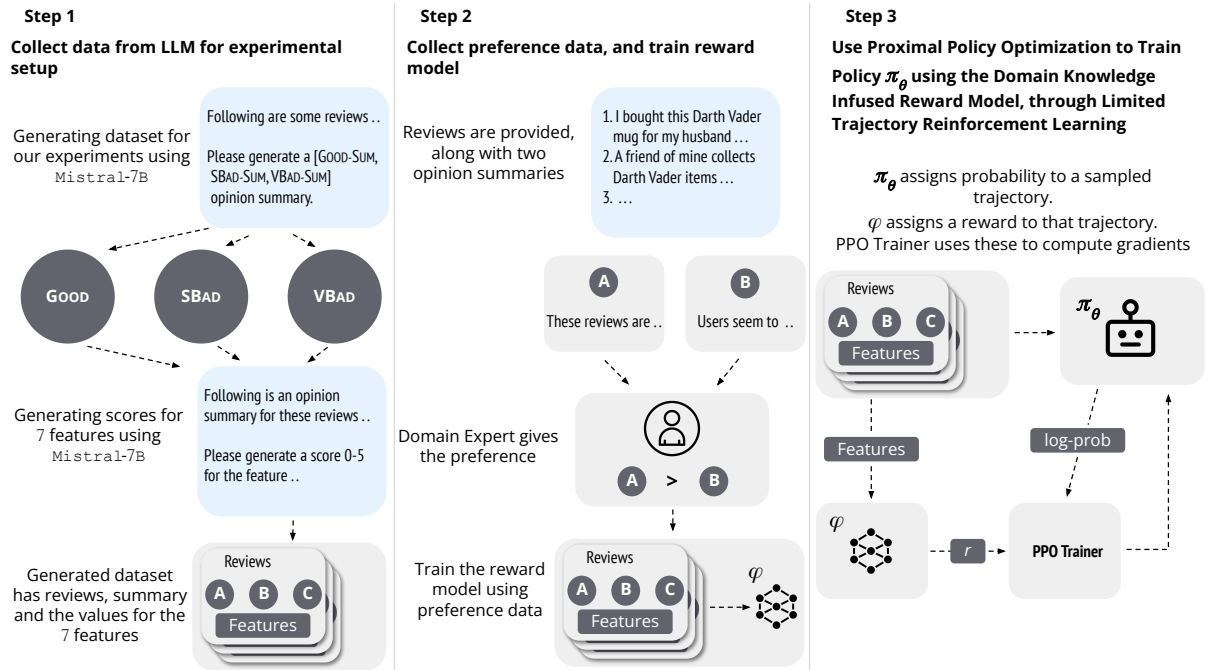 Step 1
Collect data from LLM for experimental
setup
Generating dataset for
our experiments using
Mistral-7B
Following are some reviews ..
Please generate a [GOOD-SUM,
SBAD-SUM, VBAD-SUM]
opinion summary.
GOOD
SBAD
VBAD
Generating scores for
7 features using
Mistral-7B
Following is an opinion
summary for these reviews ..
Please generate a score 0-5
for the feature ..
Generated dataset
has reviews, summary
and the values for the
7 features
Reviews
A B C
Features
Step 2
Collect preference data, and train reward
model
Reviews are provided,
along with two
opinion summaries
1. I bought this Darth Vader
mug for my husband ...
2. A friend of mine collects
Darth Vader items ...
3. ...
A
These reviews are ..
B
Users seem to ..
Domain Expert gives
the preference
A > B
Train the reward
model using
preference data
Reviews
A B C
Features
φ
Step 3
Use Proximal Policy Optimization to Train
Policy π_θ using the Domain Knowledge
Infused Reward Model, through Limited
Trajectory Reinforcement Learning
π_θ assigns probability to a sampled
trajectory.
φ assigns a reward to that trajectory.
PPO Trainer uses these to compute gradients
Reviews
A B C
Features
π_θ
Features
log-prob
φ
r
PPO Trainer